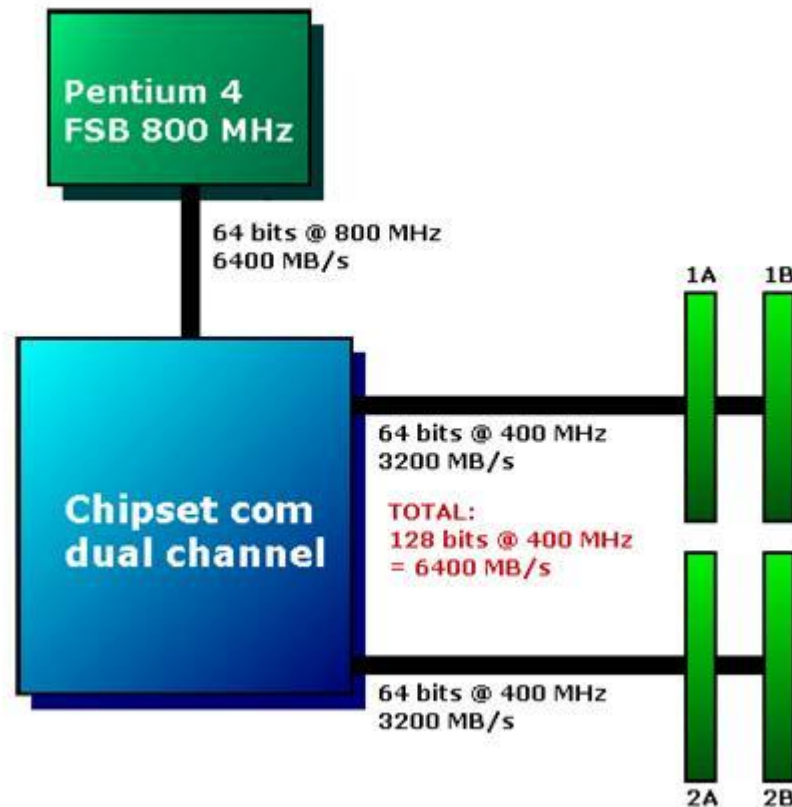 Pentium 4
FSB 800 MHz
64 bits @ 800 MHz
6400 MB/s
1A
1B
64 bits @ 400 MHz
3200 MB/s
Chipset com
dual channel
TOTAL:
128 bits @ 400 MHz
= 6400 MB/s
64 bits @ 400 MHz
3200 MB/s
2A
2B